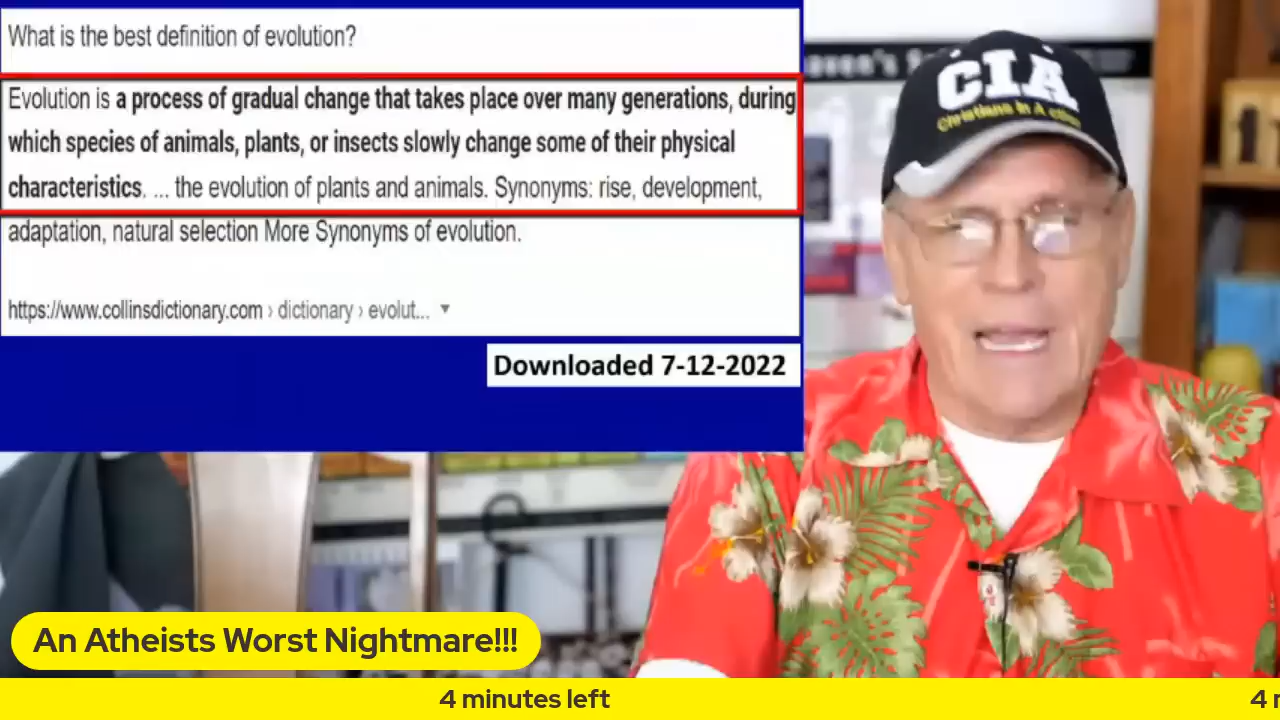 What is the best definition of evolution?
Evolution is a process of gradual change that takes place over many generations, during
which species of animals, plants, or insects slowly change some of their physical
characteristics. ... the evolution of plants and animals. Synonyms: rise, development,
adaptation, natural selection More Synonyms of evolution.
https://www.collinsdictionary.com › dictionary › evolut...
Downloaded 7-12-2022
CIA
Christians In A
An Atheists Worst Nightmare!!!
4 minutes left
4